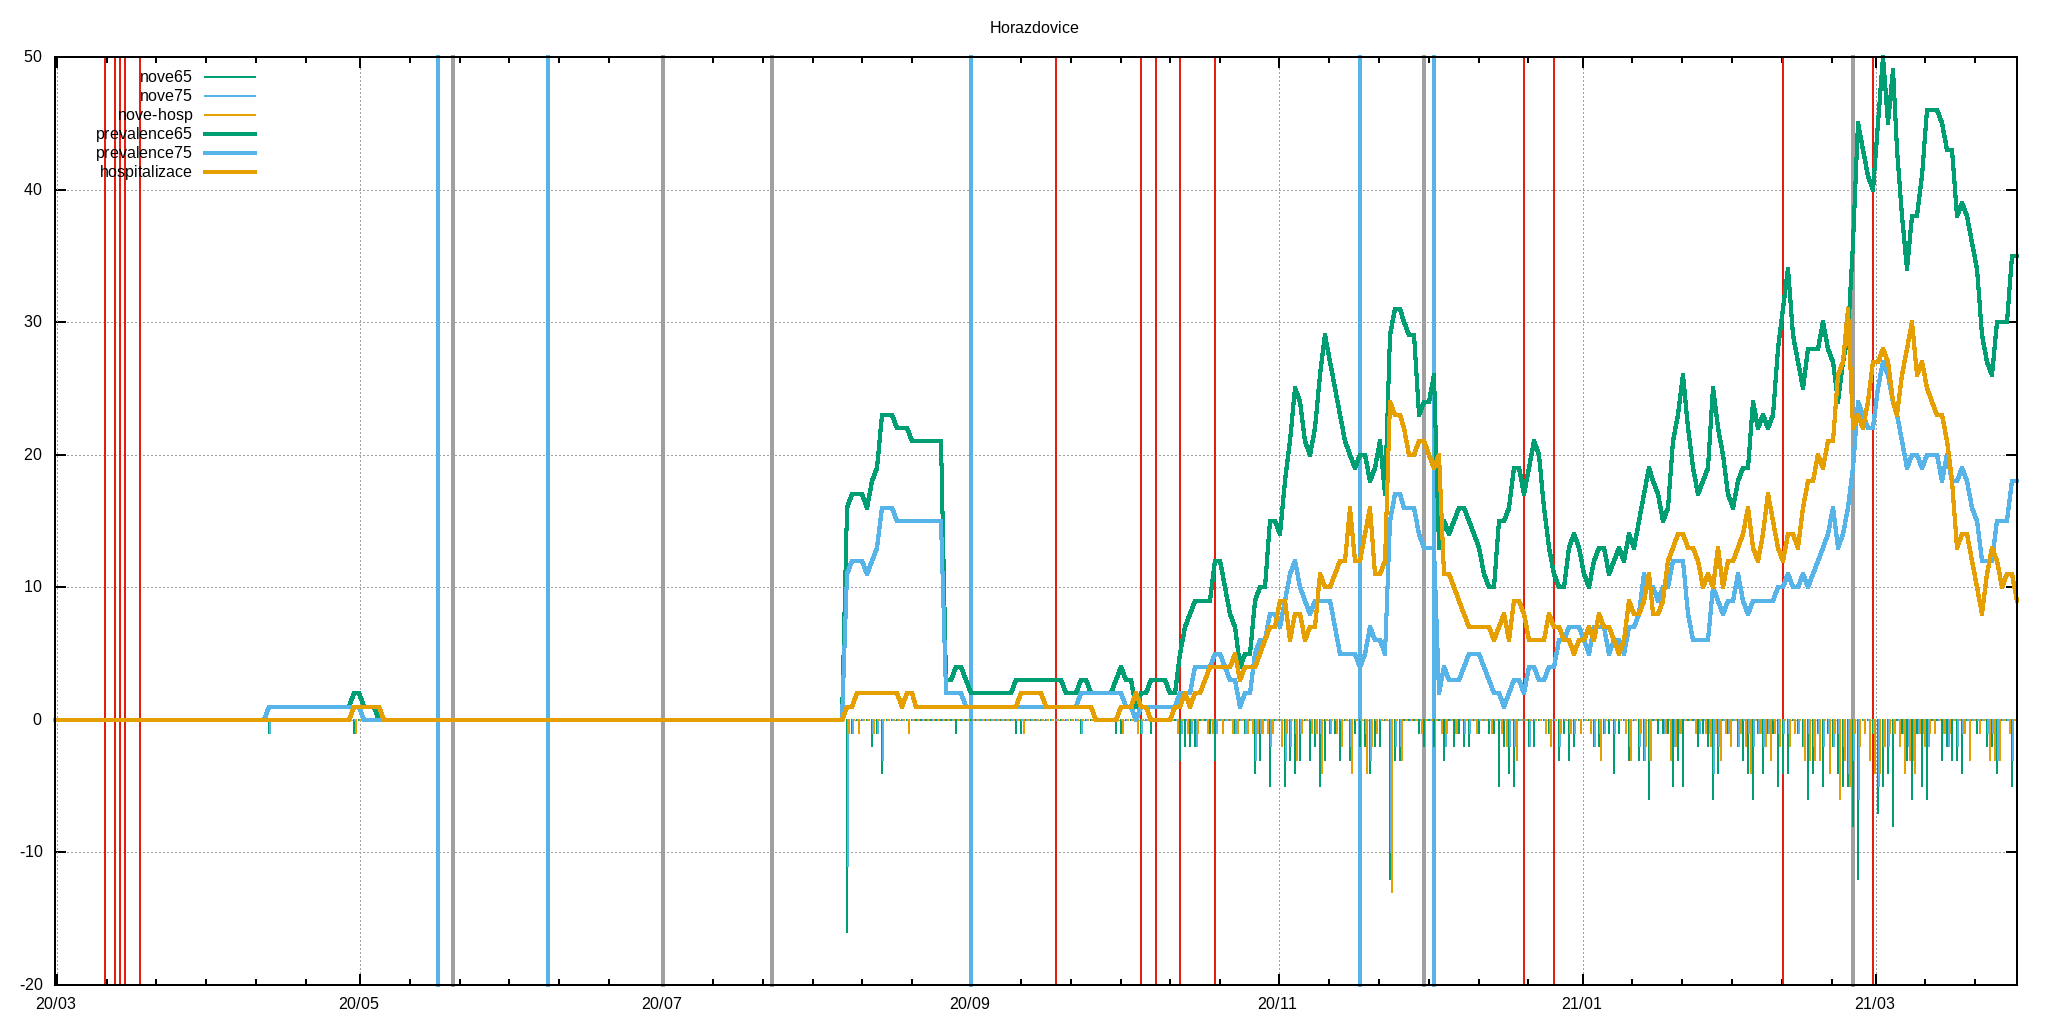 Horazdovice
50
nove65
nove75
nove-hosp
prevalence65
prevalence75
hospitalizace
40
30
20
10
0
-10
-20
20/03 20/05 20/07 20/09 20/11 21/01 21/03